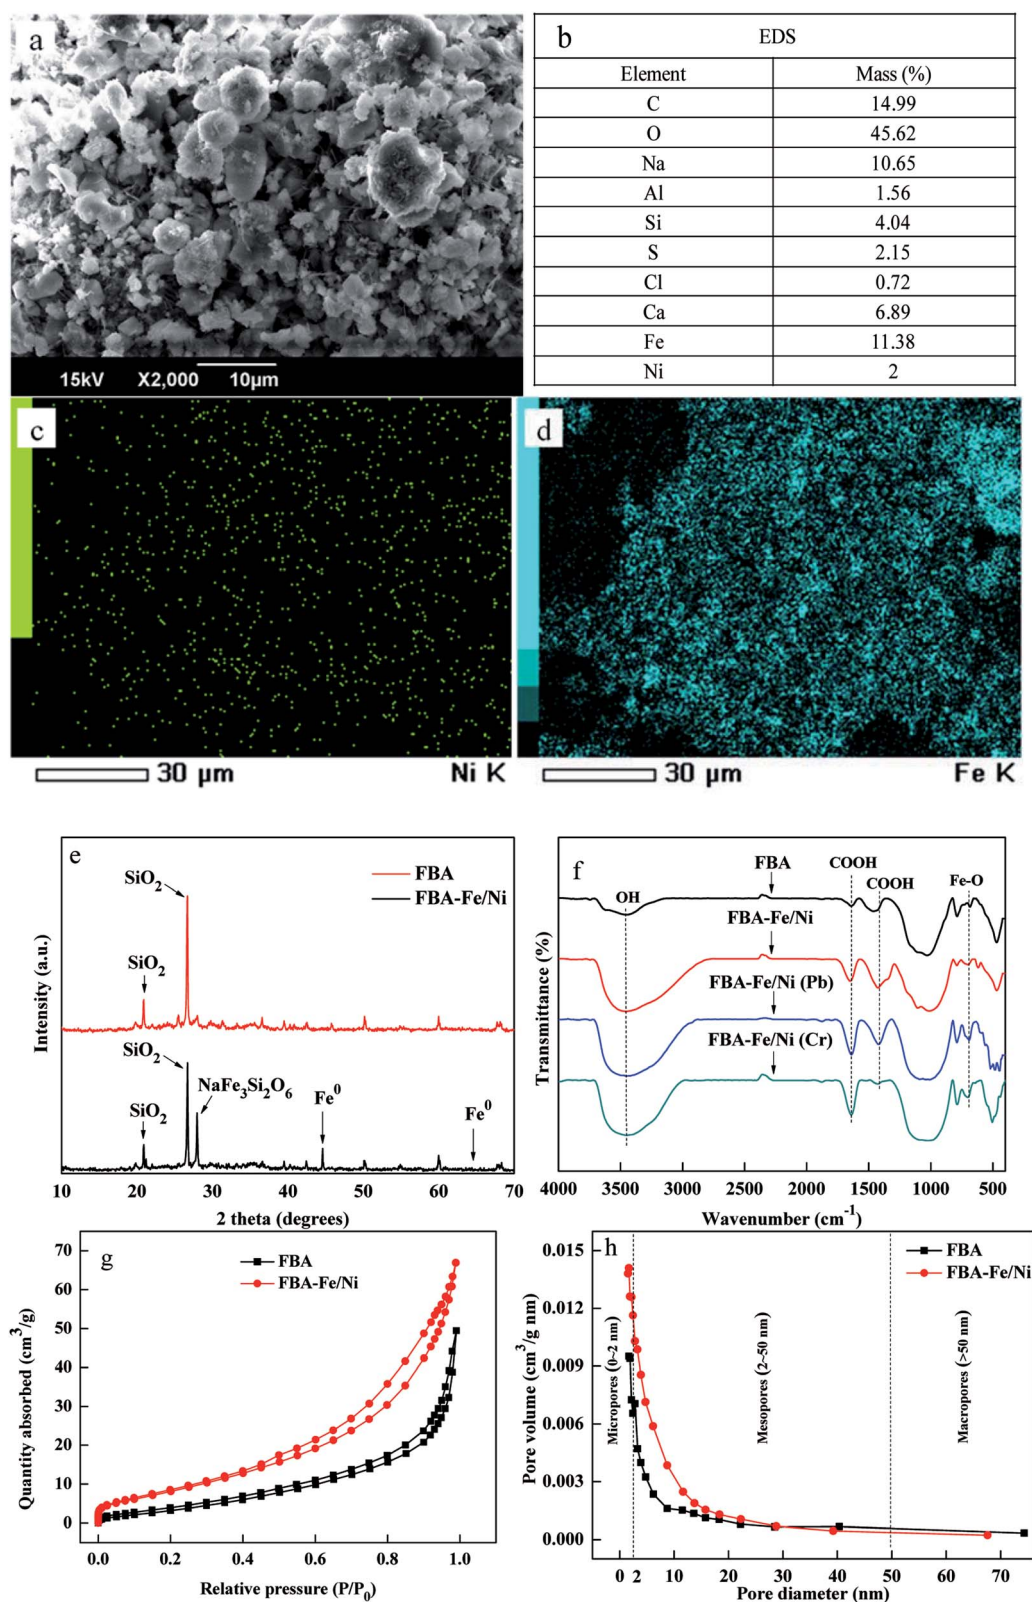 a
15kV X2,000 10μm
b
EDS
Element Mass (%)
C 14.99
O 45.62
Na 10.65
Al 1.56
Si 4.04
S 2.15
Cl 0.72
Ca 6.89
Fe 11.38
Ni 2
c
30 μm Ni K
d
30 μm Fe K
e
SiO2
FBA
FBA-Fe/Ni
SiO2
SiO2
NaFe3Si2O6
SiO2
Fe0
Fe0
Intensity (a.u.)
10 20 30 40 50 60 70
2 theta (degrees)
f
FBA
COOH
COOH
Fe-O
OH
FBA-Fe/Ni
FBA-Fe/Ni (Pb)
FBA-Fe/Ni (Cr)
Transmittance (%)
4000 3500 3000 2500 2000 1500 1000 500
Wavenumber (cm-1)
g
FBA
FBA-Fe/Ni
Quantity absorbed (cm3/g)
70
60
50
40
30
20
10
0
0.0 0.2 0.4 0.6 0.8 1.0
Relative pressure (P/P0)
h
FBA
FBA-Fe/Ni
Pore volume (cm3/g nm)
0.015
0.012
0.009
0.006
0.003
0.000
Micropores (0~2 nm)
Mesopores (2~50 nm)
Macropores (>50 nm)
0 2 10 20 30 40 50 60 70
Pore diameter (nm)